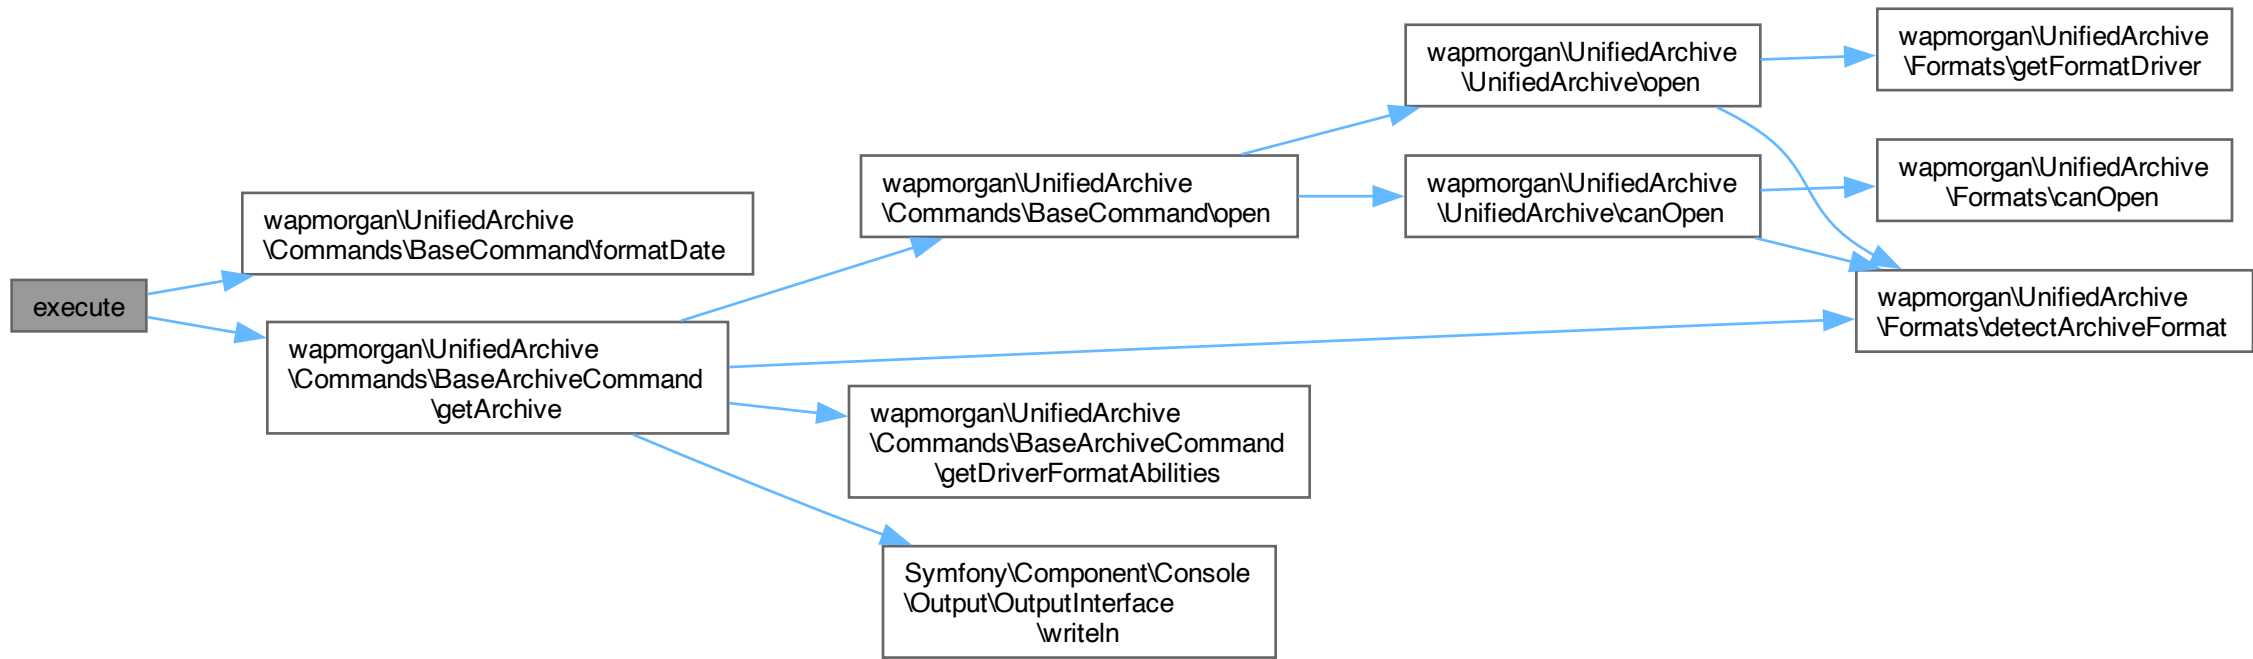 execute
wapmorgan\UnifiedArchive
\Commands\BaseCommand\formatDate
wapmorgan\UnifiedArchive
\Commands\BaseArchiveCommand
\getArchive
wapmorgan\UnifiedArchive
\Commands\BaseCommand\open
wapmorgan\UnifiedArchive
\UnifiedArchive\open
wapmorgan\UnifiedArchive
\Formats\getFormatDriver
wapmorgan\UnifiedArchive
\UnifiedArchive\canOpen
wapmorgan\UnifiedArchive
\Formats\canOpen
wapmorgan\UnifiedArchive
\Formats\detectArchiveFormat
wapmorgan\UnifiedArchive
\Commands\BaseArchiveCommand
\getDriverFormatAbilities
Symfony\Component\Console
\Output\OutputInterface
\writeln